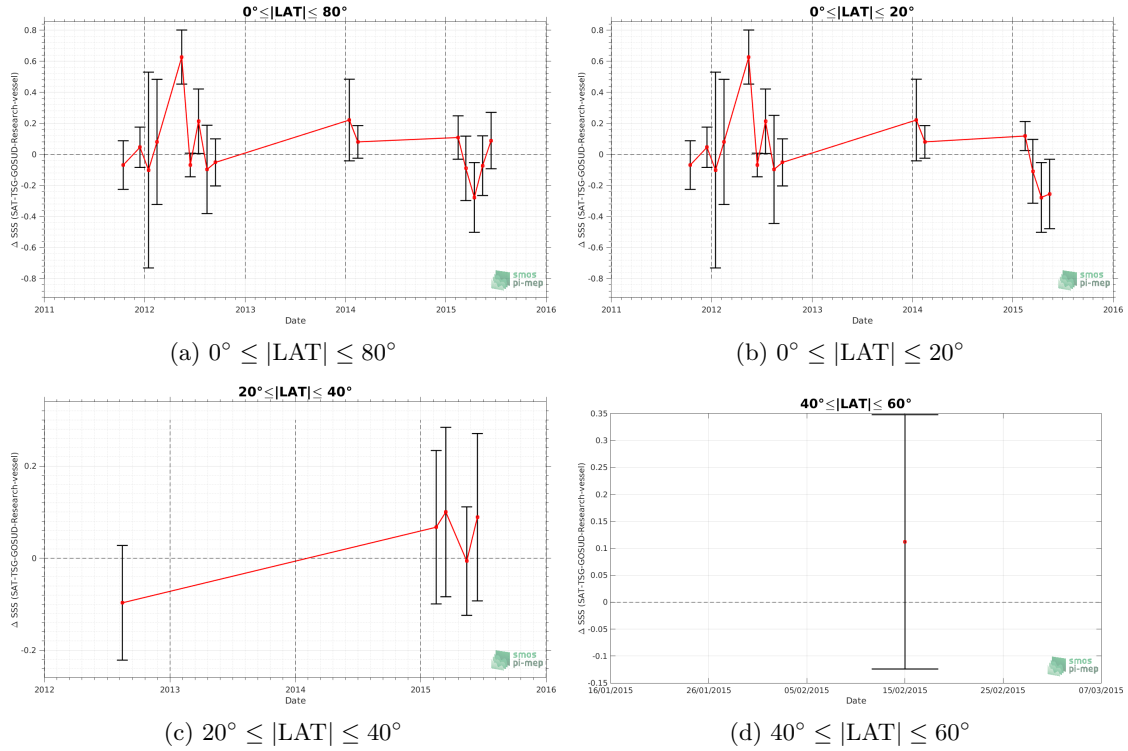 0°≤|LAT|≤ 80°
0.8
0.6
0.4
0.2
0
-0.2
-0.4
-0.6
-0.8
Δ SSS (SAT-TSG-GOSUD-Research-vessel)
2011 2012 2013 2014 2015 2016
Date
smos
pi-mep
(a) 0° ≤ |LAT| ≤ 80°
0°≤|LAT|≤ 20°
0.8
0.6
0.4
0.2
0
-0.2
-0.4
-0.6
-0.8
Δ SSS (SAT-TSG-GOSUD-Research-vessel)
2011 2012 2013 2014 2015 2016
Date
smos
pi-mep
(b) 0° ≤ |LAT| ≤ 20°
20°≤|LAT|≤ 40°
0.2
0
-0.2
Δ SSS (SAT-TSG-GOSUD-Research-vessel)
2012 2013 2014 2015 2016
Date
smos
pi-mep
(c) 20° ≤ |LAT| ≤ 40°
40°≤|LAT|≤ 60°
0.35
0.3
0.25
0.2
0.15
0.1
0.05
0
-0.05
-0.1
-0.15
Δ SSS (SAT-TSG-GOSUD-Research-vessel)
16/01/2015 26/01/2015 05/02/2015 15/02/2015 25/02/2015 07/03/2015
Date
smos
pi-mep
(d) 40° ≤ |LAT| ≤ 60°